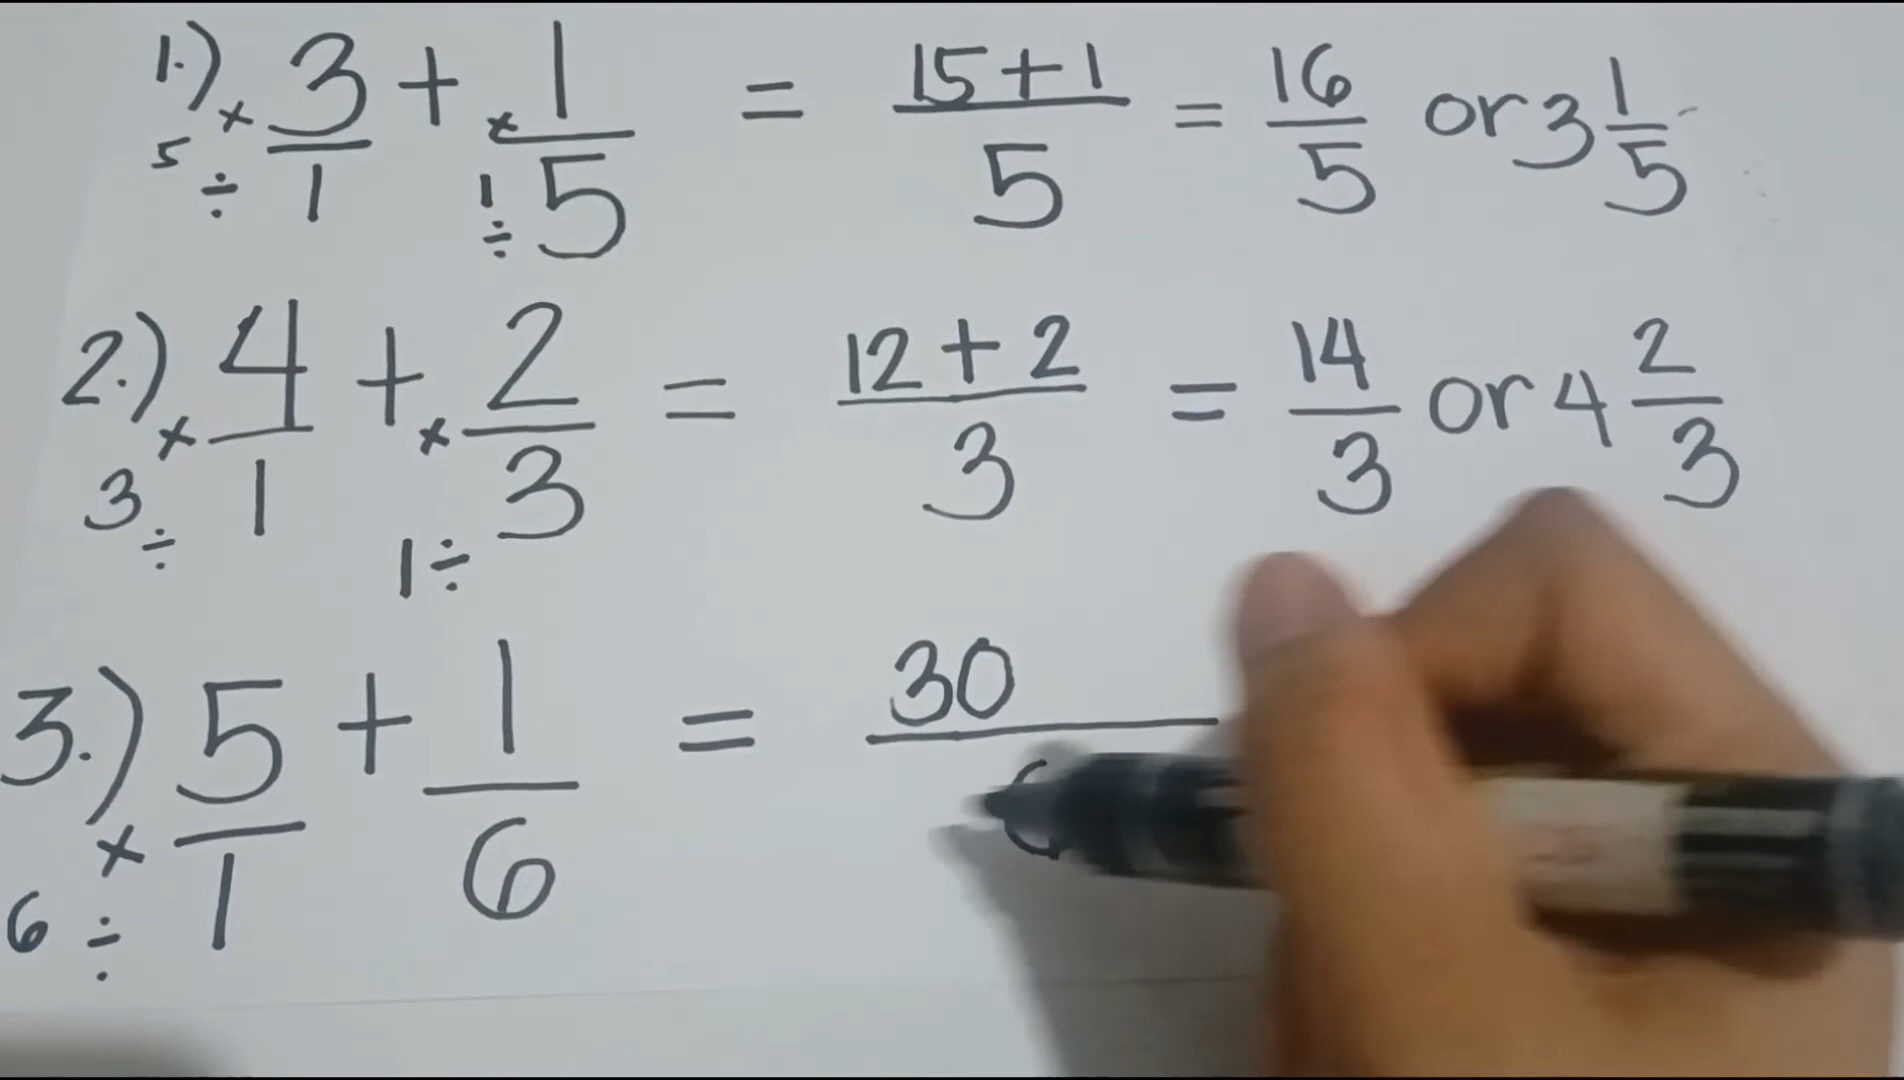 1.) 3/1 + 1/5 = 15+1/5 = 16/5 or 3 1/5
5 × ÷ × 1 ÷
2.) 4/1 + 2/3 = 12+2/3 = 14/3 or 4 2/3
3 × ÷ × 1 ÷
3.) 5/1 + 1/6 = 30
6 × ÷